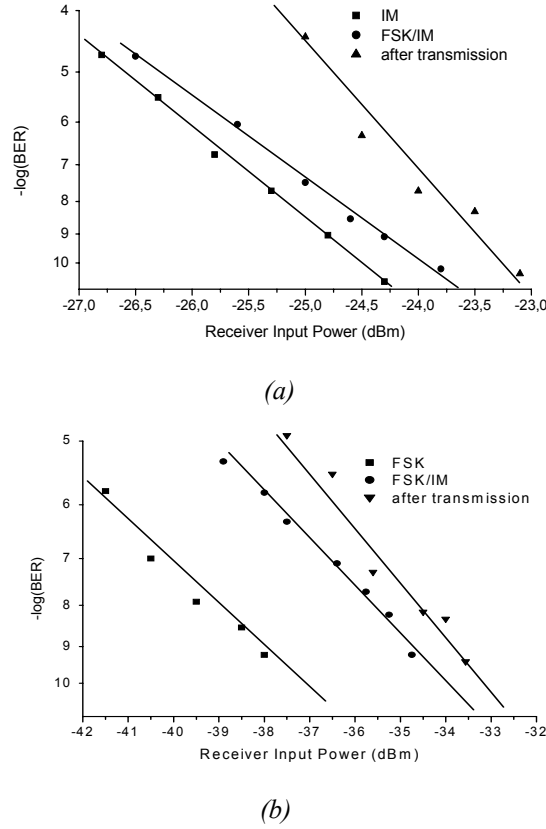 4
5
6
7
8
9
10
-log(BER)
IM
FSK/IM
after transmission
-27,0 -26,5 -26,0 -25,5 -25,0 -24,5 -24,0 -23,5 -23,0
Receiver Input Power (dBm)
(a)
5
6
7
8
9
10
-log(BER)
FSK
FSK/IM
after transmission
-42 -41 -40 -39 -38 -37 -36 -35 -34 -33 -32
Receiver Input Power (dBm)
(b)